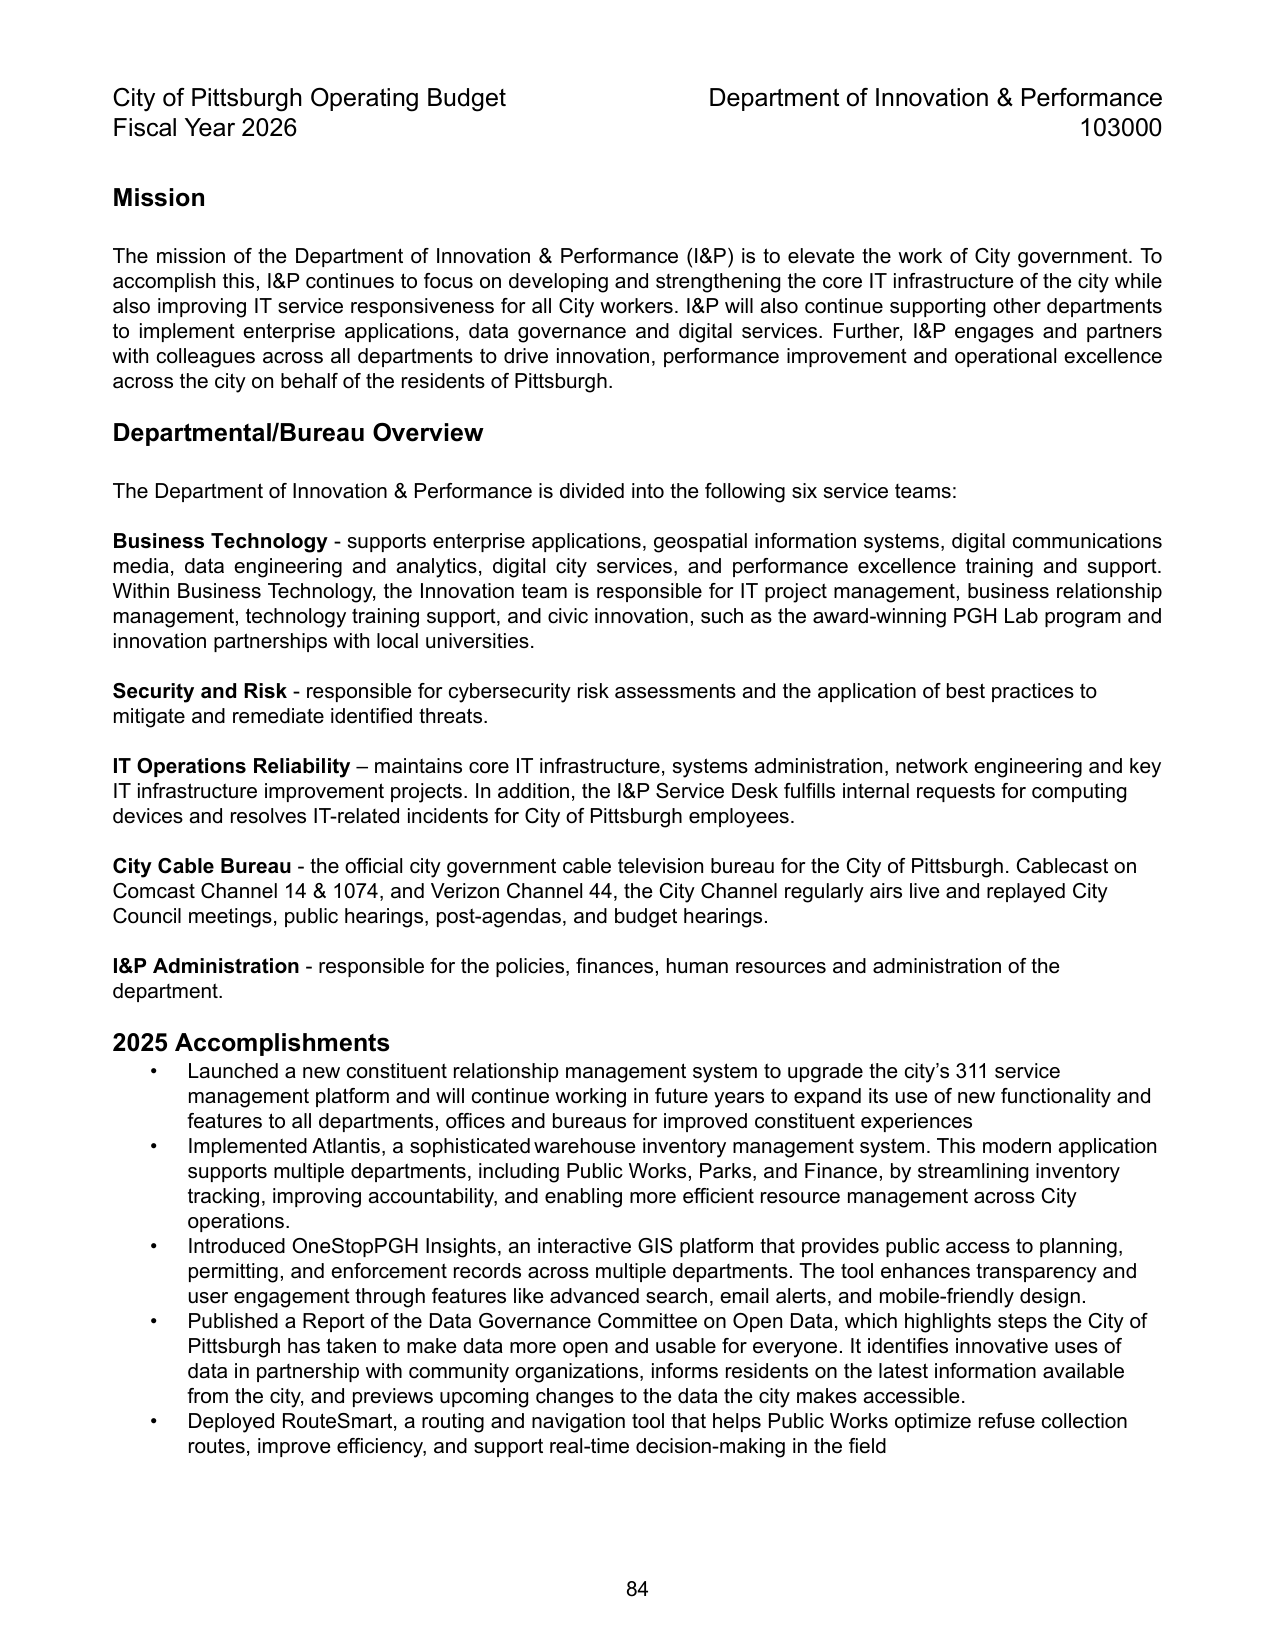 City of Pittsburgh Operating Budget
Fiscal Year 2026
Department of Innovation & Performance
103000
Mission
The mission of the Department of Innovation & Performance (I&P) is to elevate the work of City government. To
accomplish this, I&P continues to focus on developing and strengthening the core IT infrastructure of the city while
also improving IT service responsiveness for all City workers. I&P will also continue supporting other departments
to implement enterprise applications, data governance and digital services. Further, I&P engages and partners
with colleagues across all departments to drive innovation, performance improvement and operational excellence
across the city on behalf of the residents of Pittsburgh.
Departmental/Bureau Overview
The Department of Innovation & Performance is divided into the following six service teams:
Business Technology - supports enterprise applications, geospatial information systems, digital communications
media, data engineering and analytics, digital city services, and performance excellence training and support.
Within Business Technology, the Innovation team is responsible for IT project management, business relationship
management, technology training support, and civic innovation, such as the award-winning PGH Lab program and
innovation partnerships with local universities.
Security and Risk - responsible for cybersecurity risk assessments and the application of best practices to
mitigate and remediate identified threats.
IT Operations Reliability – maintains core IT infrastructure, systems administration, network engineering and key
IT infrastructure improvement projects. In addition, the I&P Service Desk fulfills internal requests for computing
devices and resolves IT-related incidents for City of Pittsburgh employees.
City Cable Bureau - the official city government cable television bureau for the City of Pittsburgh. Cablecast on
Comcast Channel 14 & 1074, and Verizon Channel 44, the City Channel regularly airs live and replayed City
Council meetings, public hearings, post-agendas, and budget hearings.
I&P Administration - responsible for the policies, finances, human resources and administration of the
department.
2025 Accomplishments
• Launched a new constituent relationship management system to upgrade the city’s 311 service
management platform and will continue working in future years to expand its use of new functionality and
features to all departments, offices and bureaus for improved constituent experiences
• Implemented Atlantis, a sophisticated warehouse inventory management system. This modern application
supports multiple departments, including Public Works, Parks, and Finance, by streamlining inventory
tracking, improving accountability, and enabling more efficient resource management across City
operations.
• Introduced OneStopPGH Insights, an interactive GIS platform that provides public access to planning,
permitting, and enforcement records across multiple departments. The tool enhances transparency and
user engagement through features like advanced search, email alerts, and mobile-friendly design.
• Published a Report of the Data Governance Committee on Open Data, which highlights steps the City of
Pittsburgh has taken to make data more open and usable for everyone. It identifies innovative uses of
data in partnership with community organizations, informs residents on the latest information available
from the city, and previews upcoming changes to the data the city makes accessible.
• Deployed RouteSmart, a routing and navigation tool that helps Public Works optimize refuse collection
routes, improve efficiency, and support real-time decision-making in the field
84